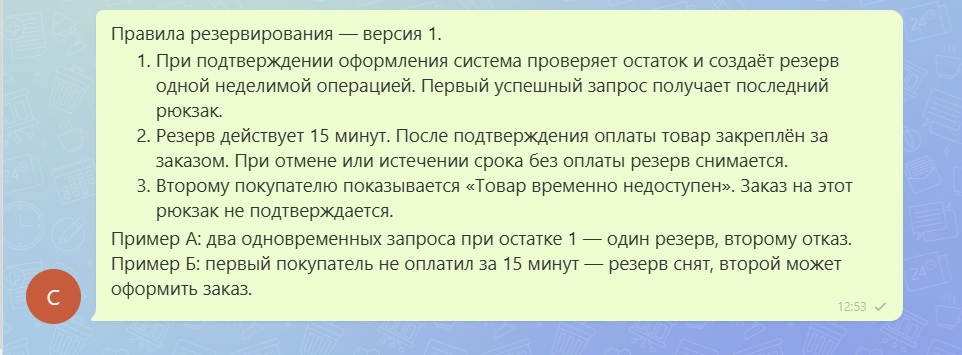 Правила резервирования — версия 1.
1. При подтверждении оформления система проверяет остаток и создаёт резерв
одной неделимой операцией. Первый успешный запрос получает последний
рюкзак.
2. Резерв действует 15 минут. После подтверждения оплаты товар закреплён за
заказом. При отмене или истечении срока без оплаты резерв снимается.
3. Второму покупателю показывается «Товар временно недоступен». Заказ на этот
рюкзак не подтверждается.
Пример А: два одновременных запроса при остатке 1 — один резерв, второму отказ.
Пример Б: первый покупатель не оплатил за 15 минут — резерв снят, второй может
оформить заказ.
С
12:53